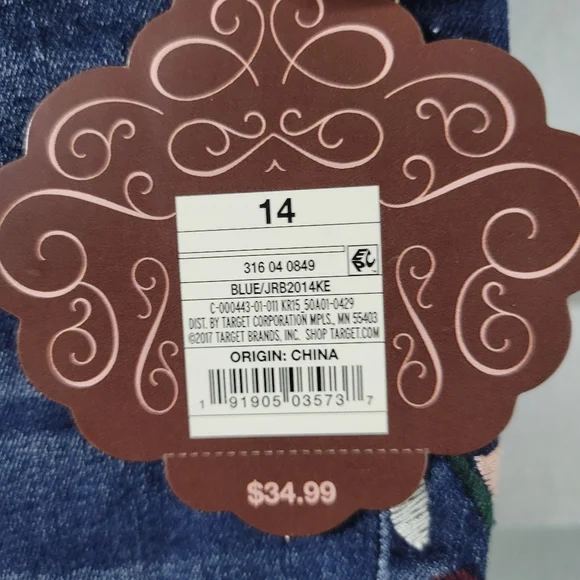 14
316 04 0849
BLUE/JRB2014KE
C-000443-01-011 KR15 50A01-0429
DIST. BY TARGET CORPORATION MPLS., MN 55403
©2017 TARGET BRANDS, INC. SHOP TARGET.COM
ORIGIN: CHINA
1 91905 03573 7
$34.99